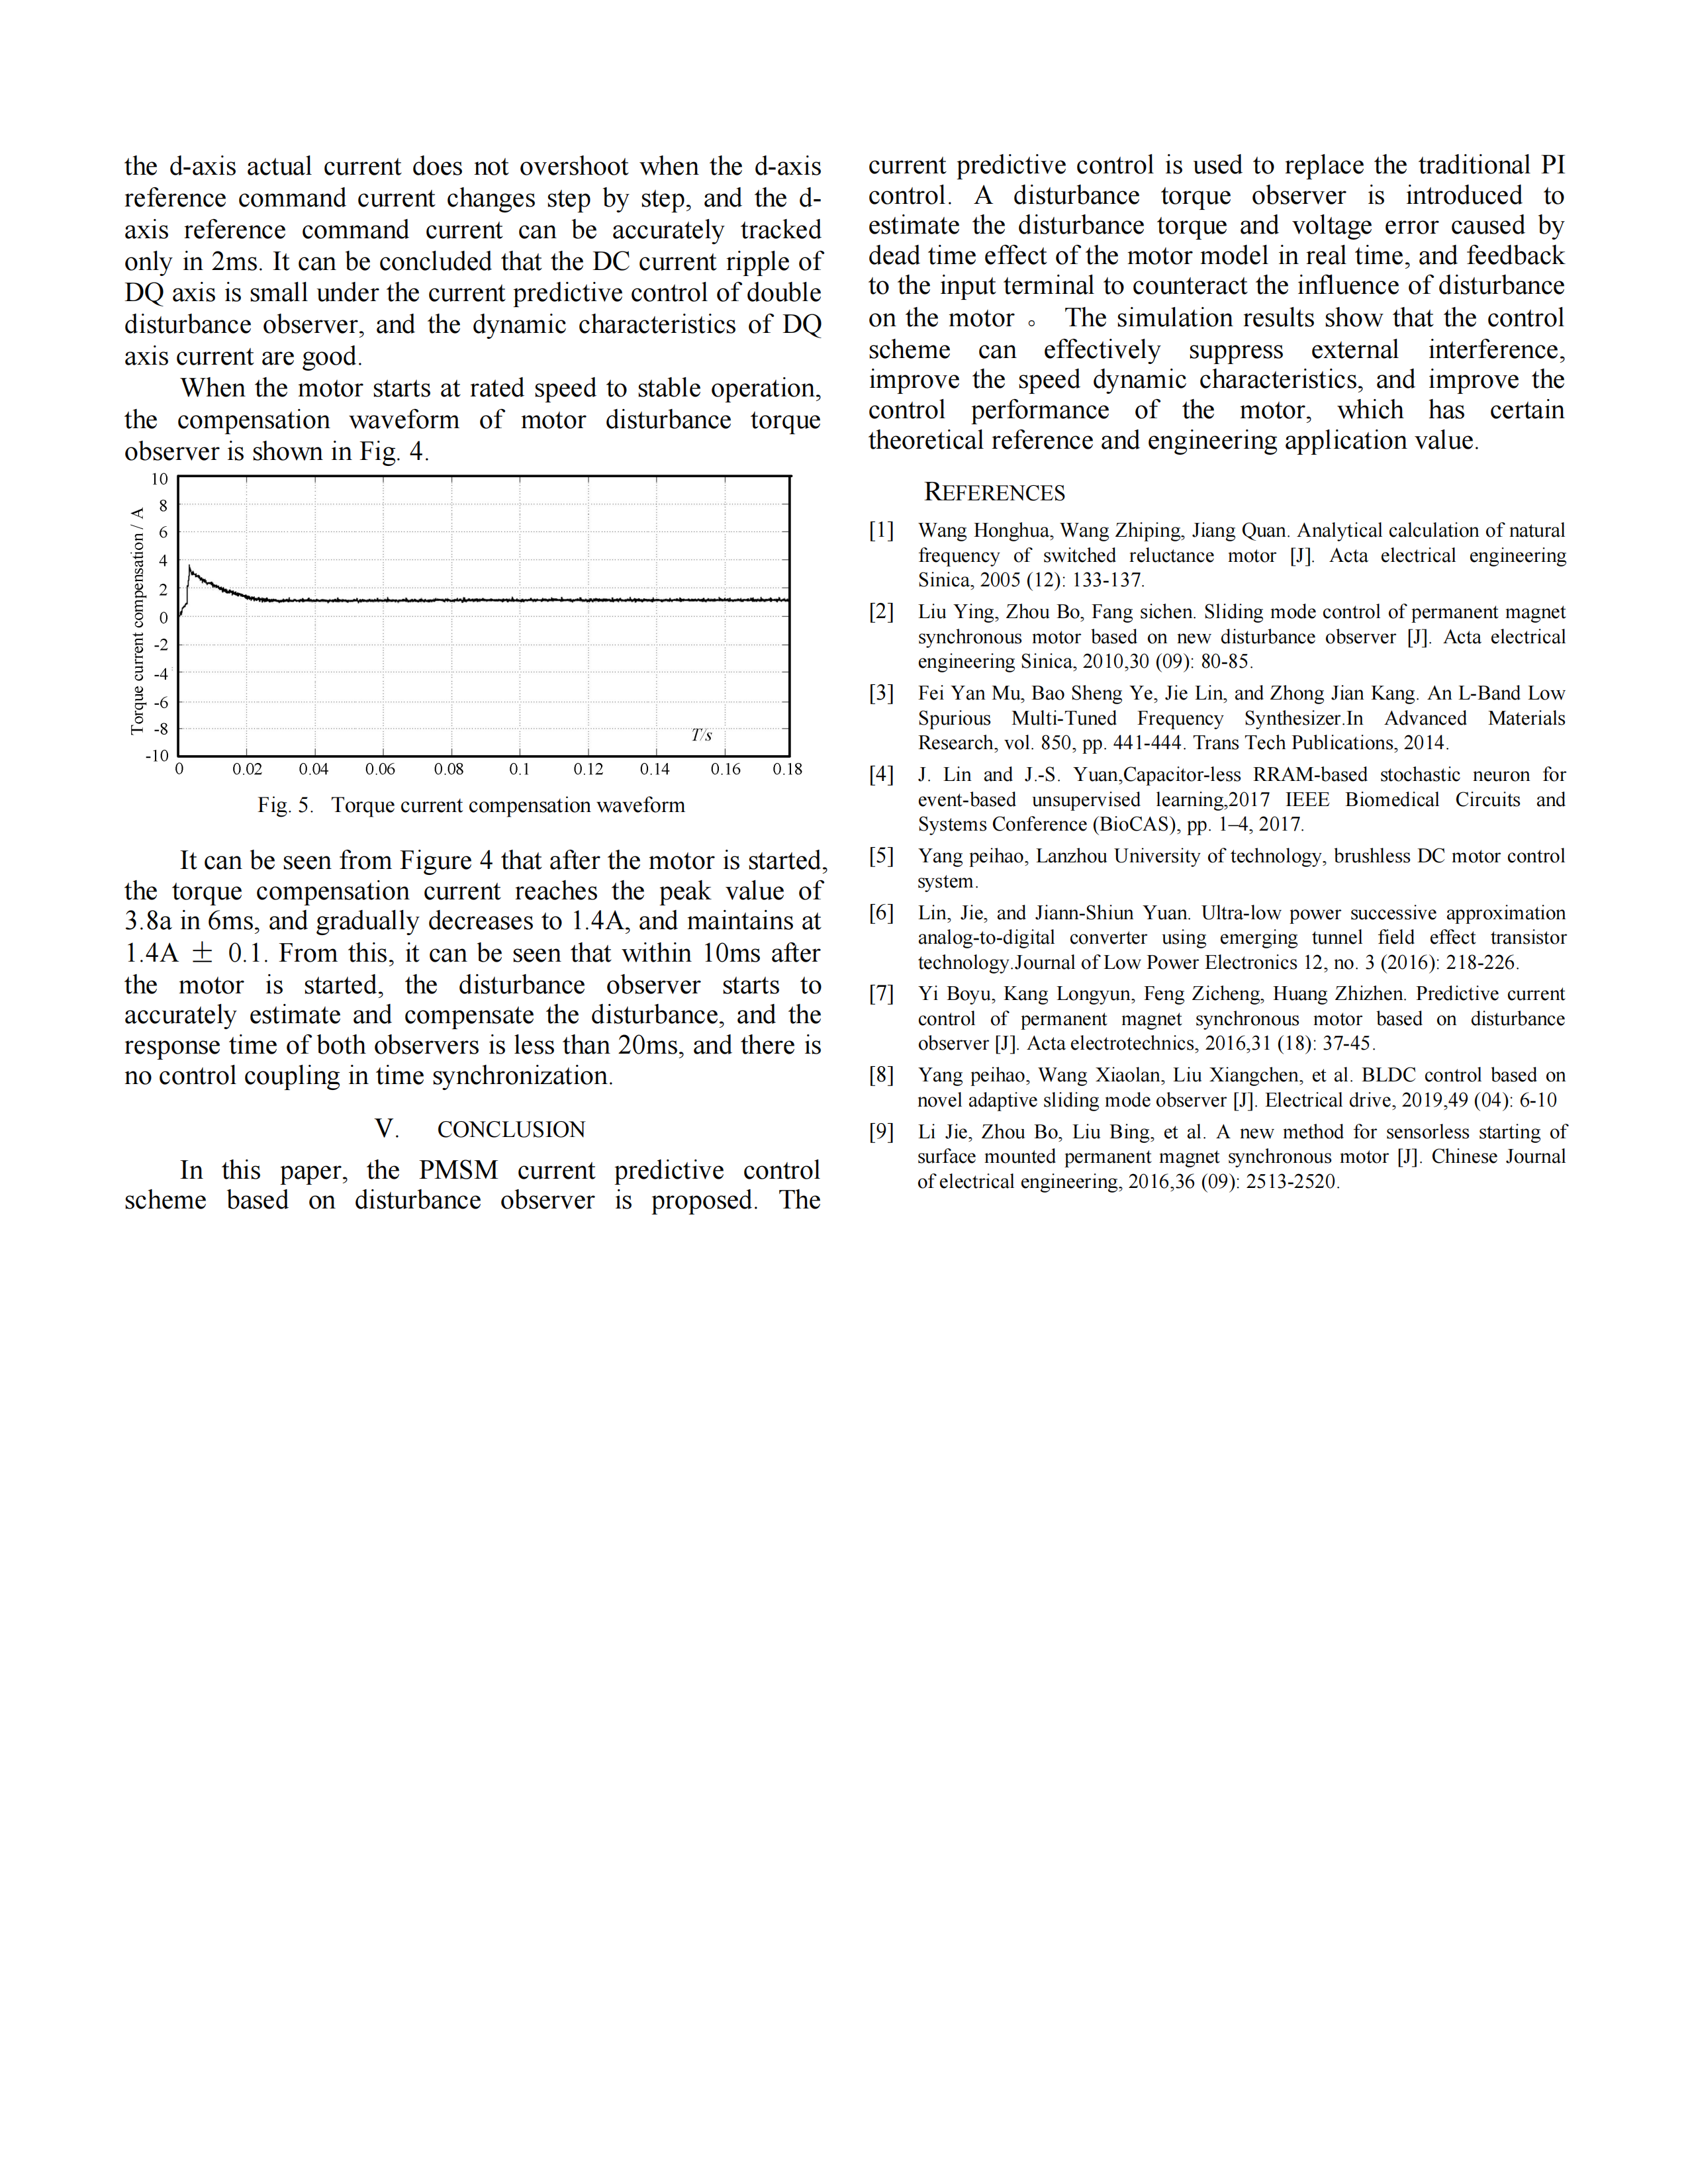 the d-axis actual current does not overshoot when the d-axis
reference command current changes step by step, and the d-
axis reference command current can be accurately tracked
only in 2ms. It can be concluded that the DC current ripple of
DQ axis is small under the current predictive control of double
disturbance observer, and the dynamic characteristics of DQ
axis current are good.
When the motor starts at rated speed to stable operation,
the compensation waveform of motor disturbance torque
observer is shown in Fig. 4.
Torque current compensation / A
10
8
6
4
2
0
-2
-4
-6
-8
-10
T/s
0 0.02 0.04 0.06 0.08 0.1 0.12 0.14 0.16 0.18
Fig. 5. Torque current compensation waveform
It can be seen from Figure 4 that after the motor is started,
the torque compensation current reaches the peak value of
3.8a in 6ms, and gradually decreases to 1.4A, and maintains at
1.4A ± 0.1. From this, it can be seen that within 10ms after
the motor is started, the disturbance observer starts to
accurately estimate and compensate the disturbance, and the
response time of both observers is less than 20ms, and there is
no control coupling in time synchronization.
V. CONCLUSION
In this paper, the PMSM current predictive control
scheme based on disturbance observer is proposed. The
current predictive control is used to replace the traditional PI
control. A disturbance torque observer is introduced to
estimate the disturbance torque and voltage error caused by
dead time effect of the motor model in real time, and feedback
to the input terminal to counteract the influence of disturbance
on the motor 。 The simulation results show that the control
scheme can effectively suppress external interference,
improve the speed dynamic characteristics, and improve the
control performance of the motor, which has certain
theoretical reference and engineering application value.
REFERENCES
[1] Wang Honghua, Wang Zhiping, Jiang Quan. Analytical calculation of natural
frequency of switched reluctance motor [J]. Acta electrical engineering
Sinica, 2005 (12): 133-137.
[2] Liu Ying, Zhou Bo, Fang sichen. Sliding mode control of permanent magnet
synchronous motor based on new disturbance observer [J]. Acta electrical
engineering Sinica, 2010,30 (09): 80-85.
[3] Fei Yan Mu, Bao Sheng Ye, Jie Lin, and Zhong Jian Kang. An L-Band Low
Spurious Multi-Tuned Frequency Synthesizer.In Advanced Materials
Research, vol. 850, pp. 441-444. Trans Tech Publications, 2014.
[4] J. Lin and J.-S. Yuan,Capacitor-less RRAM-based stochastic neuron for
event-based unsupervised learning,2017 IEEE Biomedical Circuits and
Systems Conference (BioCAS), pp. 1–4, 2017.
[5] Yang peihao, Lanzhou University of technology, brushless DC motor control
system.
[6] Lin, Jie, and Jiann-Shiun Yuan. Ultra-low power successive approximation
analog-to-digital converter using emerging tunnel field effect transistor
technology.Journal of Low Power Electronics 12, no. 3 (2016): 218-226.
[7] Yi Boyu, Kang Longyun, Feng Zicheng, Huang Zhizhen. Predictive current
control of permanent magnet synchronous motor based on disturbance
observer [J]. Acta electrotechnics, 2016,31 (18): 37-45.
[8] Yang peihao, Wang Xiaolan, Liu Xiangchen, et al. BLDC control based on
novel adaptive sliding mode observer [J]. Electrical drive, 2019,49 (04): 6-10
[9] Li Jie, Zhou Bo, Liu Bing, et al. A new method for sensorless starting of
surface mounted permanent magnet synchronous motor [J]. Chinese Journal
of electrical engineering, 2016,36 (09): 2513-2520.